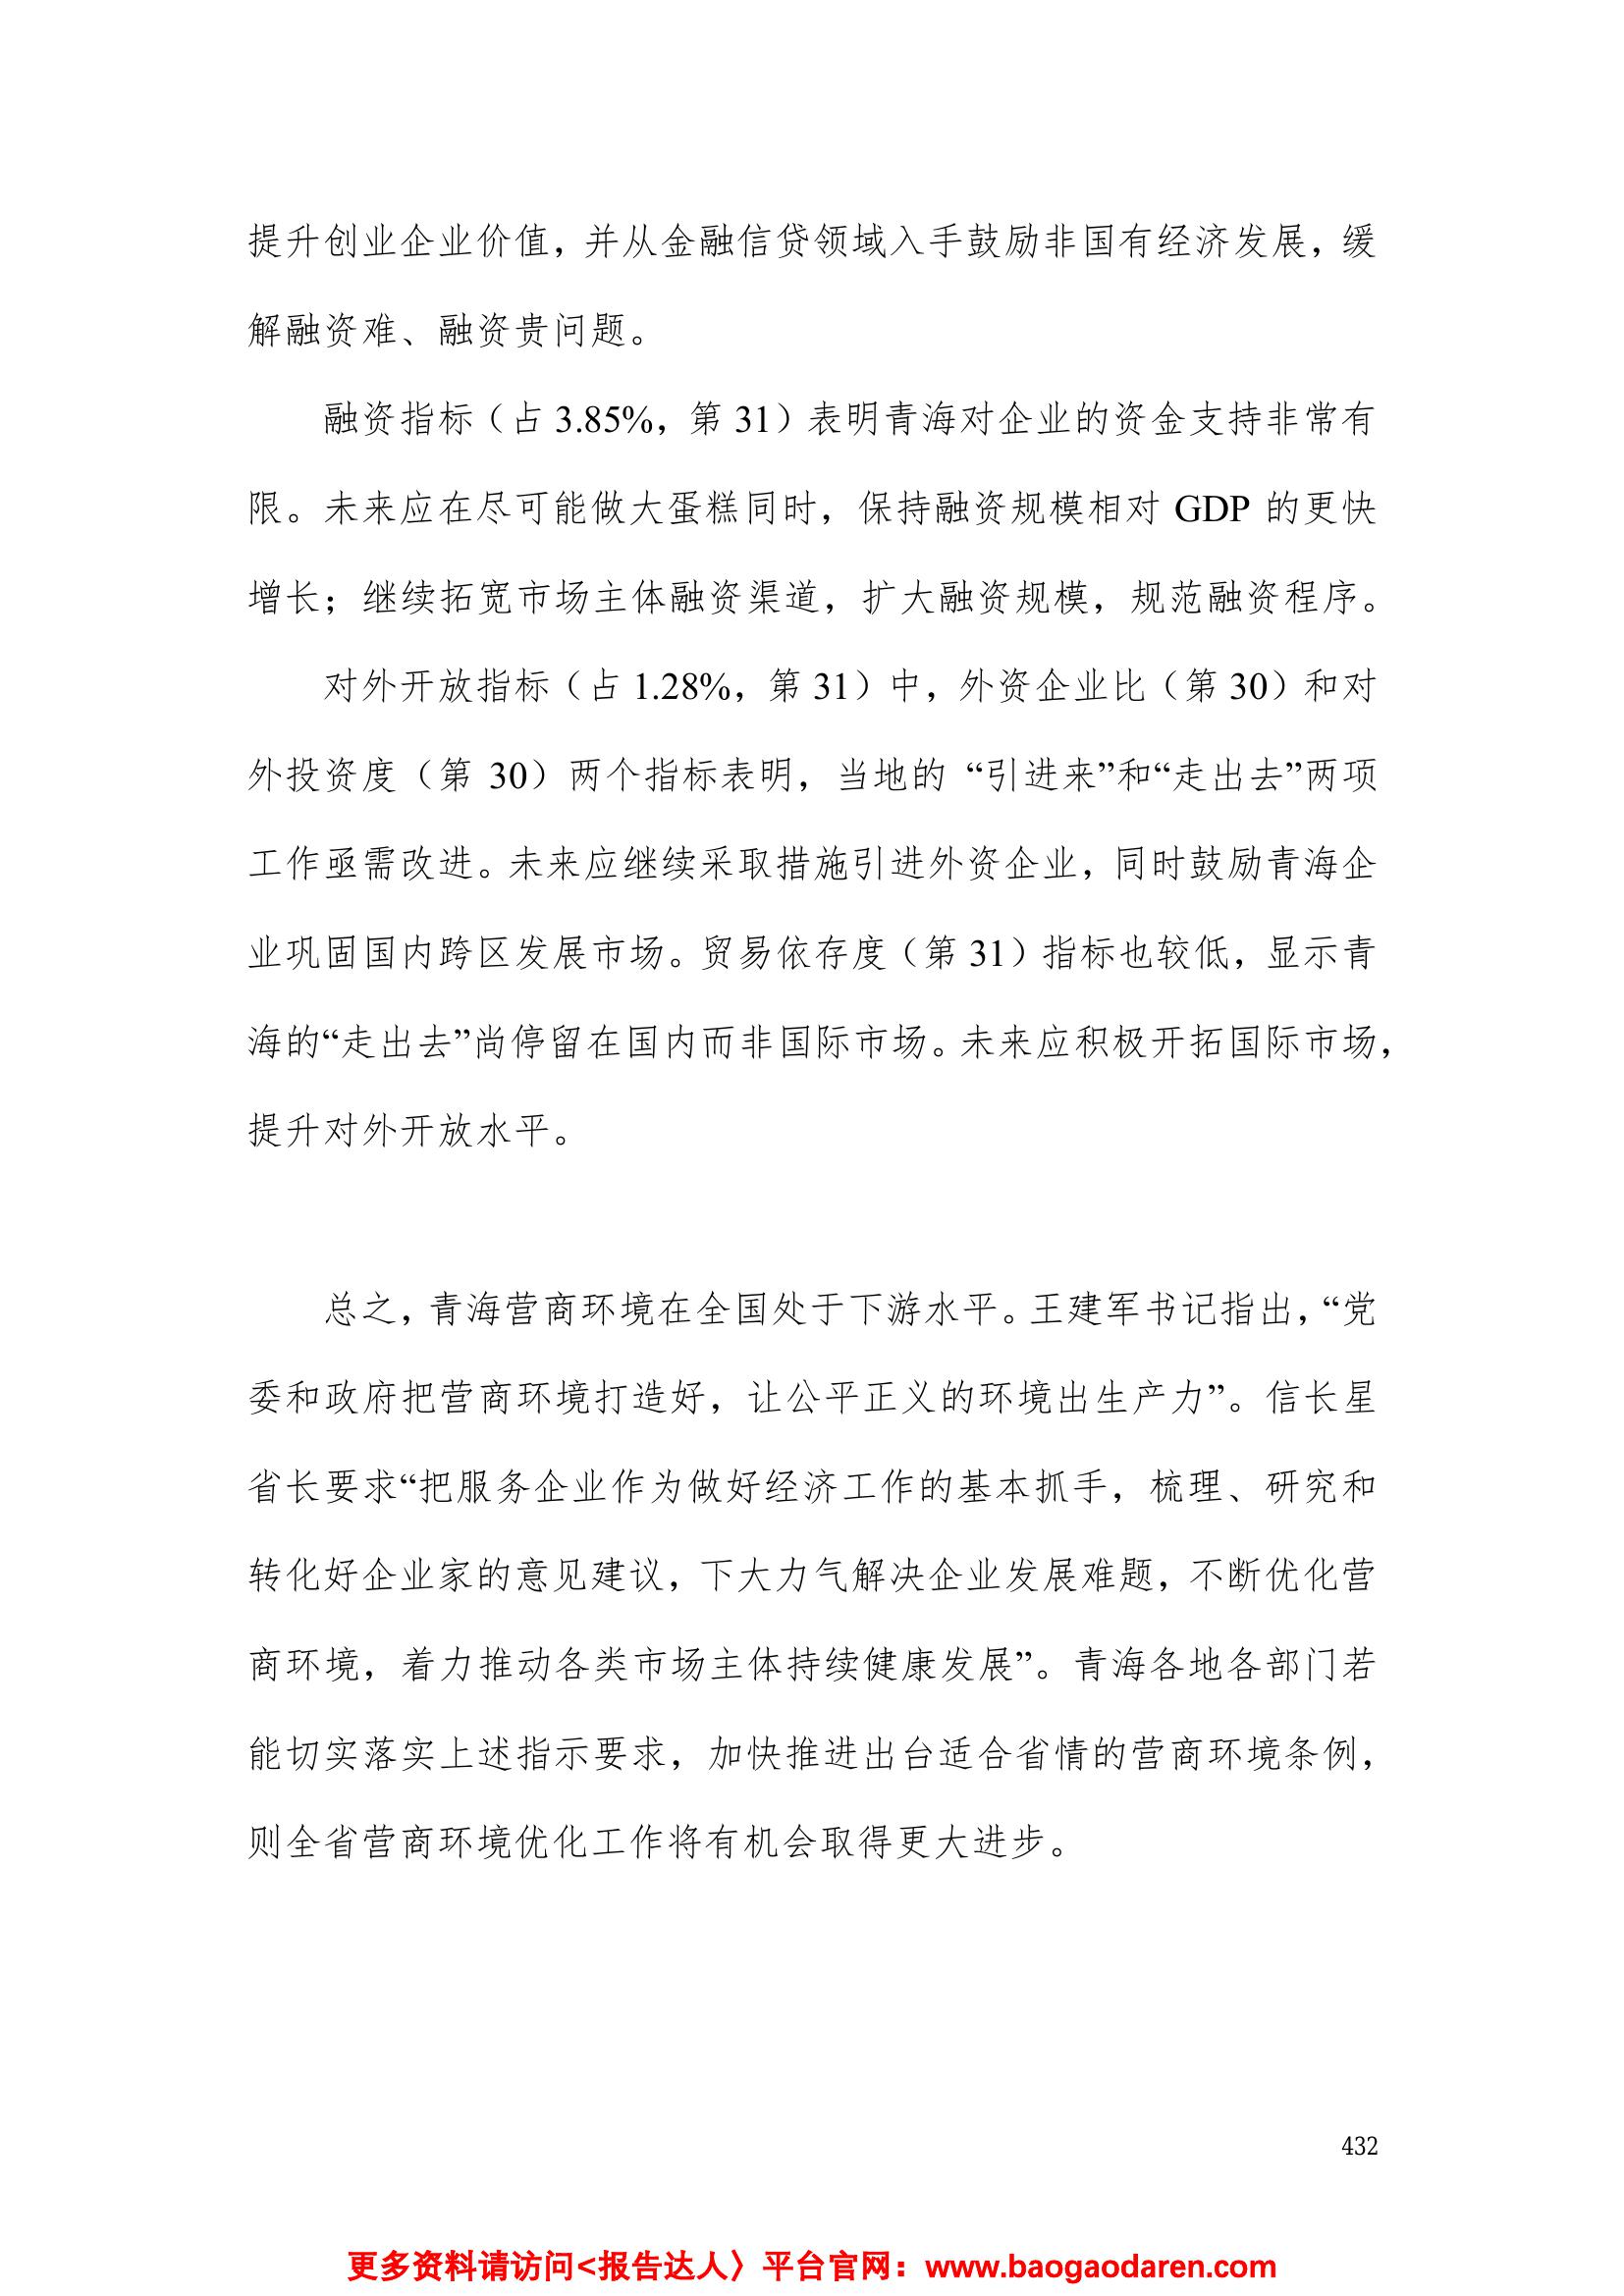 提升创业企业价值，并从金融信贷领域入手鼓励非国有经济发展，缓
解融资难、融资贵问题。
融资指标（占 3.85%，第 31）表明青海对企业的资金支持非常有
限。未来应在尽可能做大蛋糕同时，保持融资规模相对 GDP 的更快
增长；继续拓宽市场主体融资渠道，扩大融资规模，规范融资程序。
对外开放指标（占 1.28%，第 31）中，外资企业比（第 30）和对
外投资度（第 30）两个指标表明，当地的 “引进来”和“走出去”两项
工作亟需改进。未来应继续采取措施引进外资企业，同时鼓励青海企
业巩固国内跨区发展市场。贸易依存度（第 31）指标也较低，显示青
海的“走出去”尚停留在国内而非国际市场。未来应积极开拓国际市场，
提升对外开放水平。
总之，青海营商环境在全国处于下游水平。王建军书记指出，“党
委和政府把营商环境打造好，让公平正义的环境出生产力”。信长星
省长要求“把服务企业作为做好经济工作的基本抓手，梳理、研究和
转化好企业家的意见建议，下大力气解决企业发展难题，不断优化营
商环境，着力推动各类市场主体持续健康发展”。青海各地各部门若
能切实落实上述指示要求，加快推进出台适合省情的营商环境条例，
则全省营商环境优化工作将有机会取得更大进步。
432
更多资料请访问<报告达人〉平台官网：www.baogaodaren.com